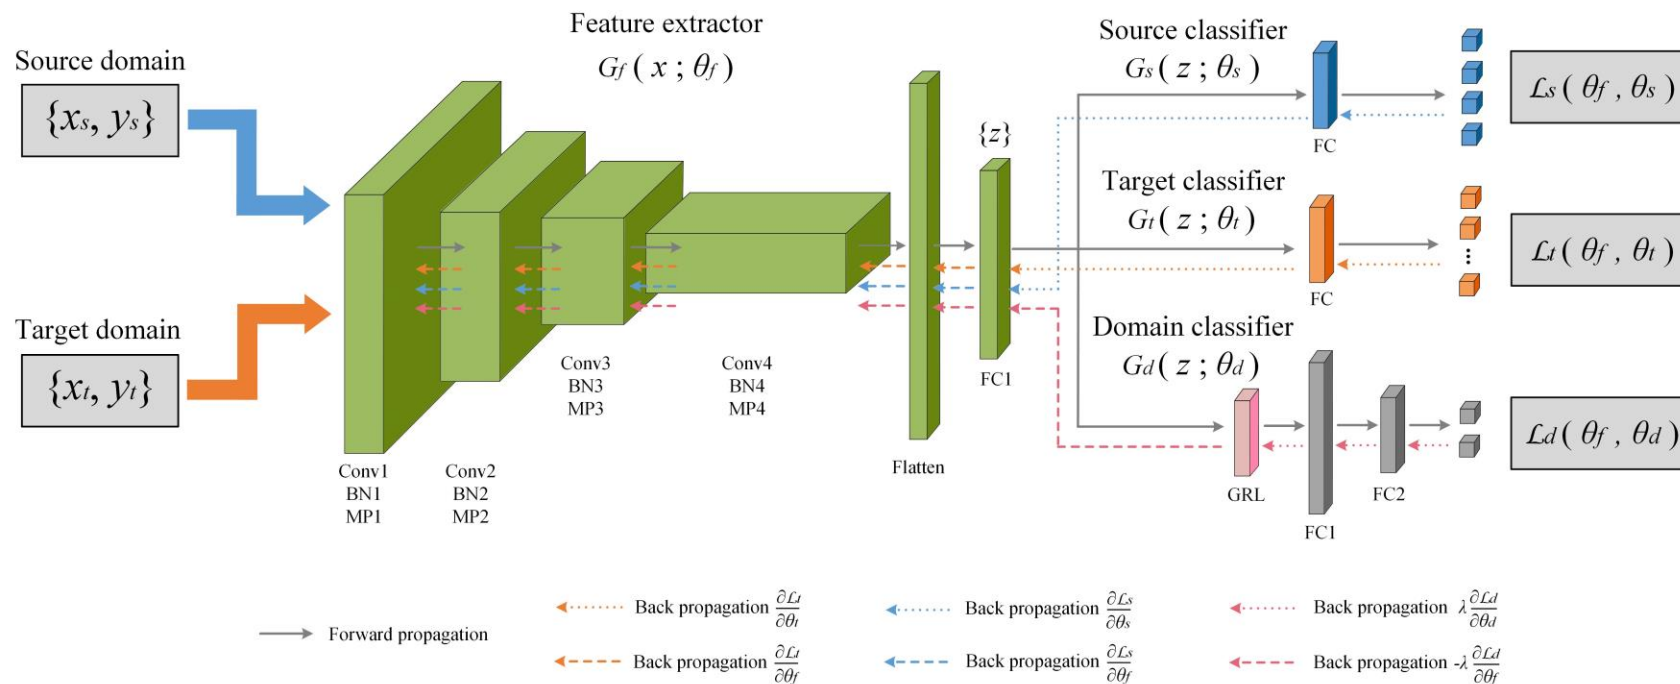 Source domain
{xs, ys}
Target domain
{xt, yt}
Feature extractor
Gf ( x ; θf )
Conv1
BN1
MP1
Conv2
BN2
MP2
Conv3
BN3
MP3
Conv4
BN4
MP4
Flatten
{z}
FC1
Source classifier
Gs ( z ; θs )
FC
ℒs ( θf , θs )
Target classifier
Gt ( z ; θt )
FC
...
ℒt ( θf , θt )
Domain classifier
Gd ( z ; θd )
GRL
FC1
FC2
ℒd ( θf , θd )
Forward propagation
Back propagation ∂ℒt/∂θt
Back propagation ∂ℒs/∂θs
Back propagation λ ∂ℒd/∂θd
Back propagation ∂ℒt/∂θf
Back propagation ∂ℒs/∂θf
Back propagation -λ ∂ℒd/∂θf